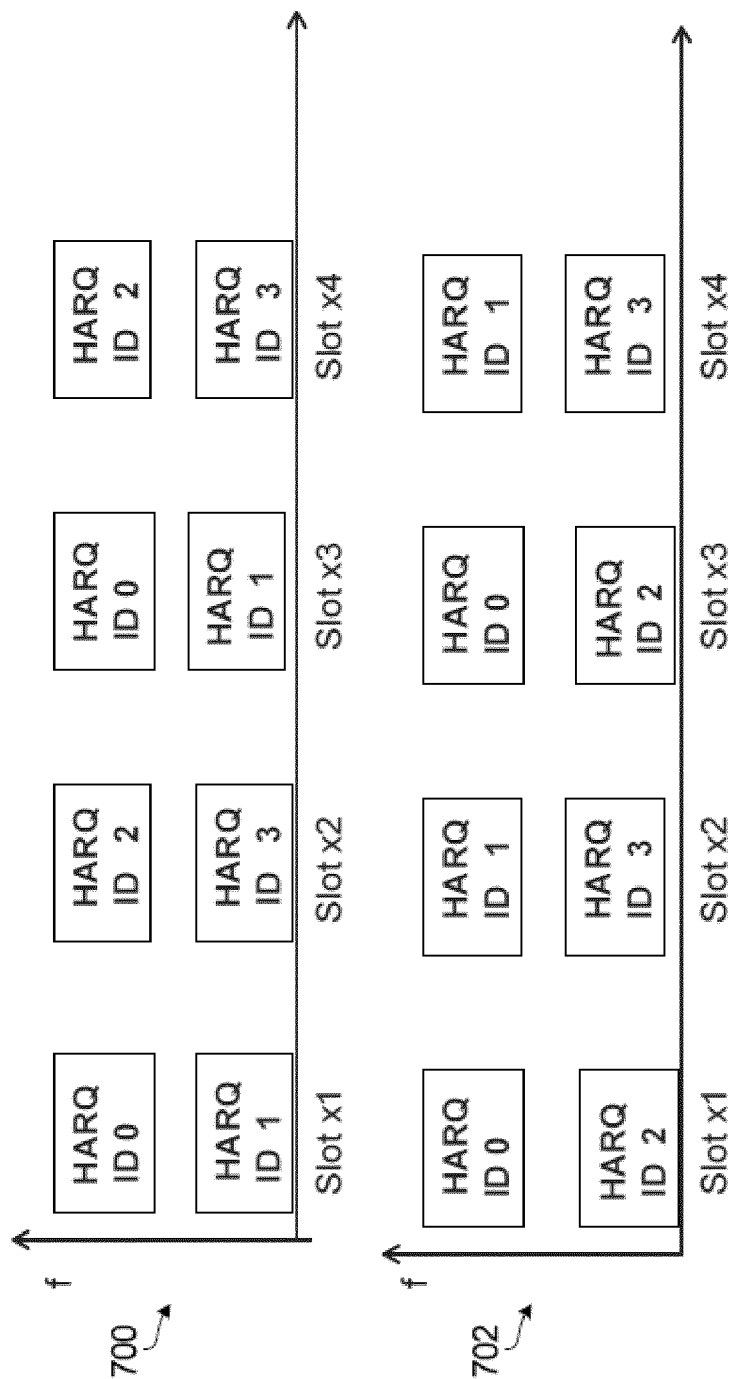 700
f
HARQ
ID 0
HARQ
ID 2
HARQ
ID 0
HARQ
ID 2
HARQ
ID 1
HARQ
ID 3
HARQ
ID 1
HARQ
ID 3
Slot x1
Slot x2
Slot x3
Slot x4
702
f
HARQ
ID 0
HARQ
ID 1
HARQ
ID 0
HARQ
ID 1
HARQ
ID 2
HARQ
ID 3
HARQ
ID 2
HARQ
ID 3
Slot x1
Slot x2
Slot x3
Slot x4